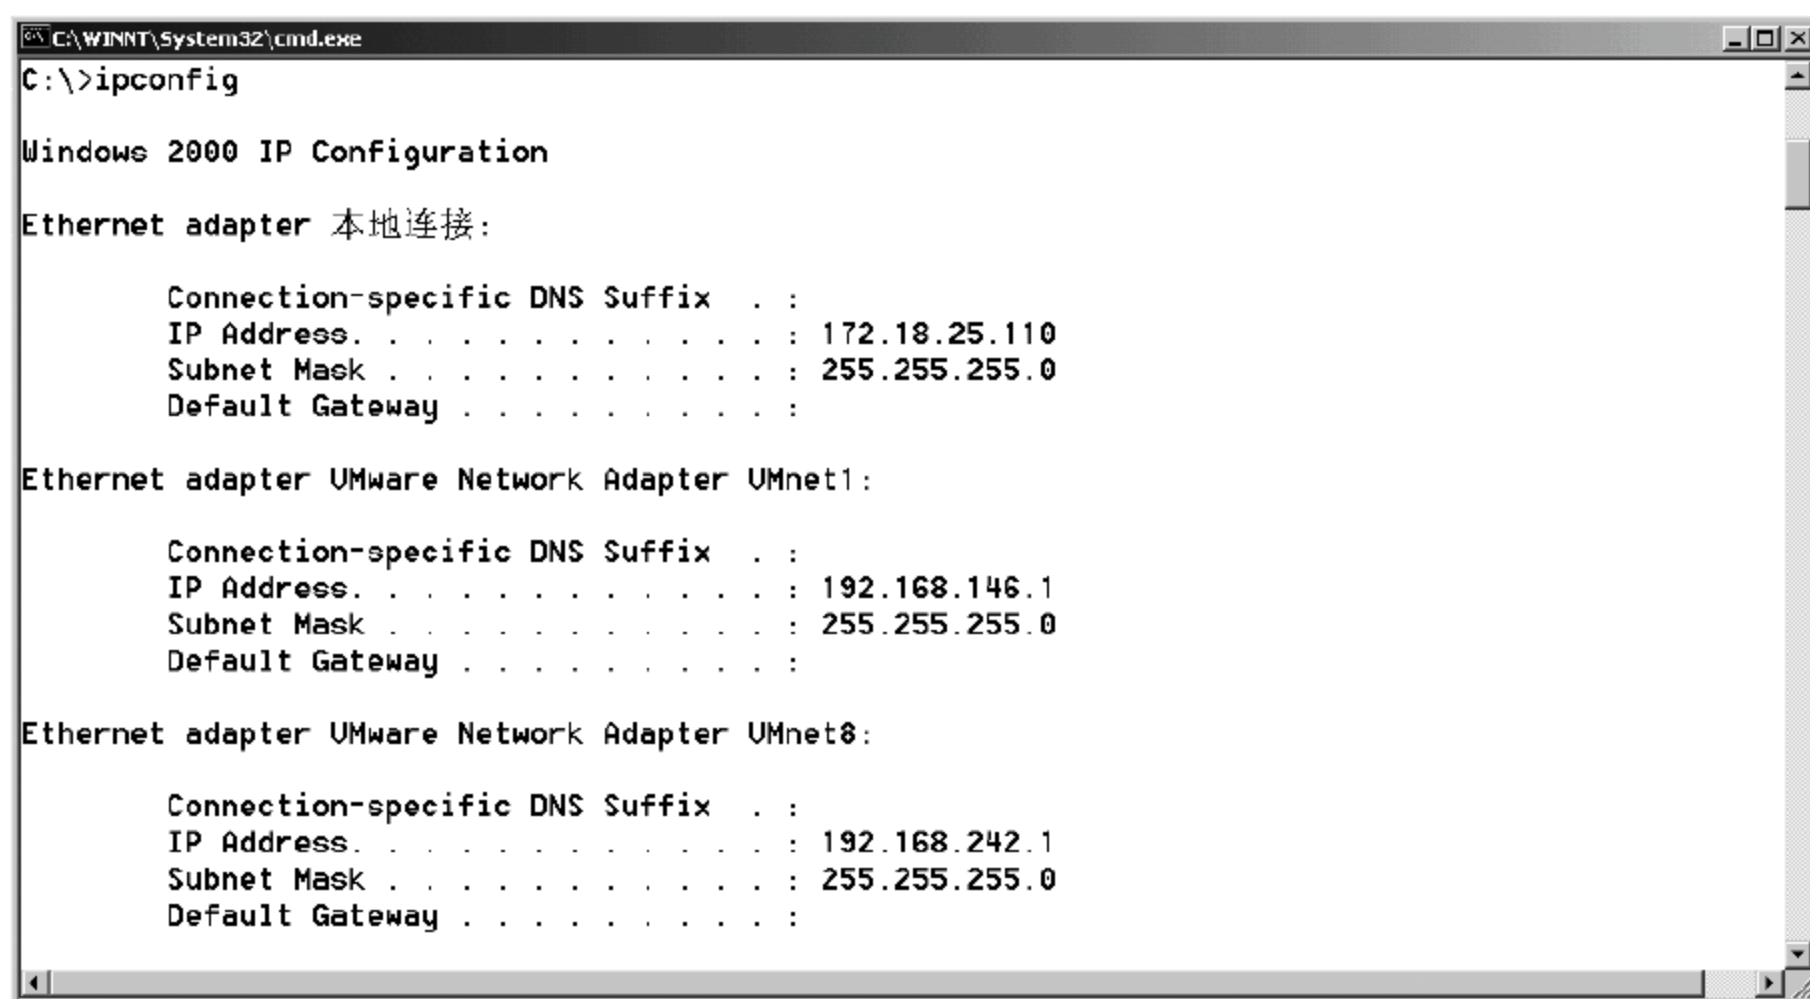 C:\WINNT\System32\cmd.exe
C:\>ipconfig
Windows 2000 IP Configuration
Ethernet adapter 本地连接:
Connection-specific DNS Suffix  . :
IP Address. . . . . . . . . . . . : 172.18.25.110
Subnet Mask . . . . . . . . . . . : 255.255.255.0
Default Gateway . . . . . . . . . :
Ethernet adapter VMware Network Adapter VMnet1:
Connection-specific DNS Suffix  . :
IP Address. . . . . . . . . . . . : 192.168.146.1
Subnet Mask . . . . . . . . . . . : 255.255.255.0
Default Gateway . . . . . . . . . :
Ethernet adapter VMware Network Adapter VMnet8:
Connection-specific DNS Suffix  . :
IP Address. . . . . . . . . . . . : 192.168.242.1
Subnet Mask . . . . . . . . . . . : 255.255.255.0
Default Gateway . . . . . . . . . :